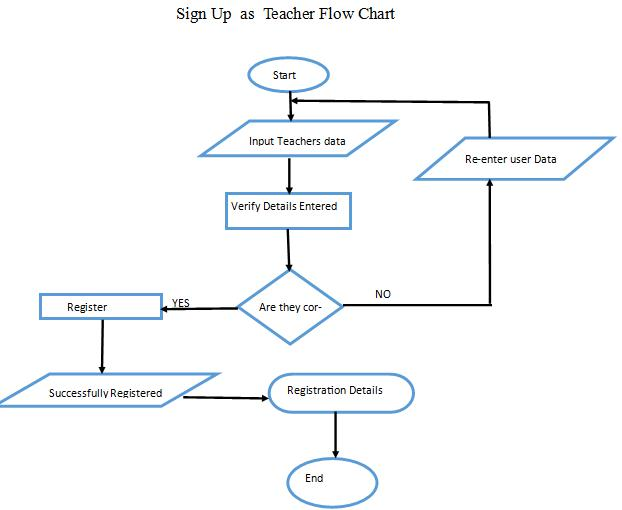 Sign Up as Teacher Flow Chart
Start
Input Teachers data
Re-enter user Data
Verify Details Entered
Are they cor-
NO
YES
Register
Successfully Registered
Registration Details
End